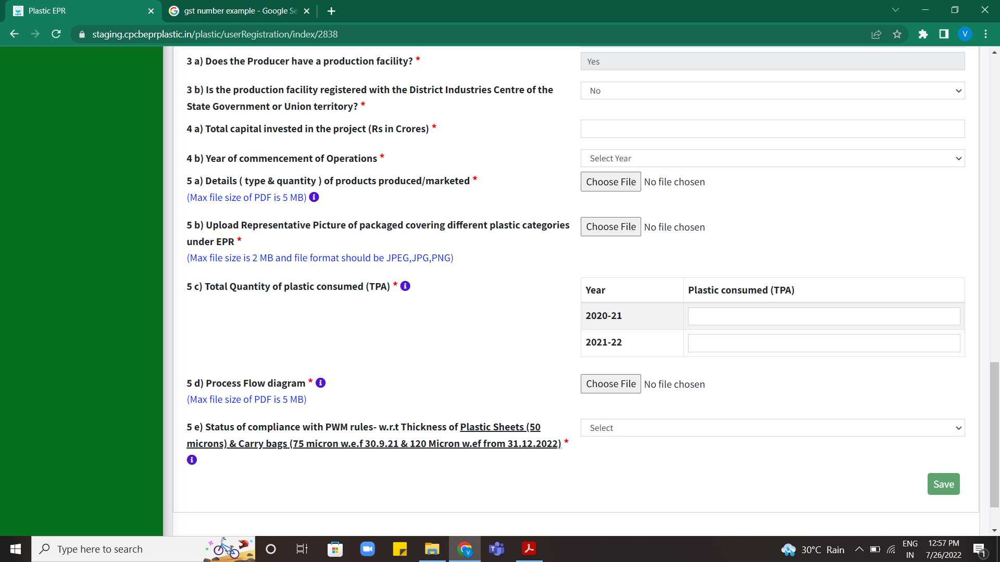 Plastic EPR
gst number example - Google Se
staging.cpcbeprplastic.in/plastic/userRegistration/index/2838
V
3 a) Does the Producer have a production facility? *
Yes
3 b) Is the production facility registered with the District Industries Centre of the
State Government or Union territory? *
No
4 a) Total capital invested in the project (Rs in Crores) *
4 b) Year of commencement of Operations *
Select Year
5 a) Details ( type & quantity ) of products produced/marketed *
Choose File No file chosen
(Max file size of PDF is 5 MB)
5 b) Upload Representative Picture of packaged covering different plastic categories
under EPR *
Choose File No file chosen
(Max file size is 2 MB and file format should be JPEG,JPG,PNG)
5 c) Total Quantity of plastic consumed (TPA) *
Year Plastic consumed (TPA)
2020-21
2021-22
5 d) Process Flow diagram *
Choose File No file chosen
(Max file size of PDF is 5 MB)
5 e) Status of compliance with PWM rules- w.r.t Thickness of Plastic Sheets (50
microns) & Carry bags (75 micron w.e.f 30.9.21 & 120 Micron w.ef from 31.12.2022) *
Select
Save
Type here to search
30°C Rain
ENG
IN
12:57 PM
7/26/2022
1